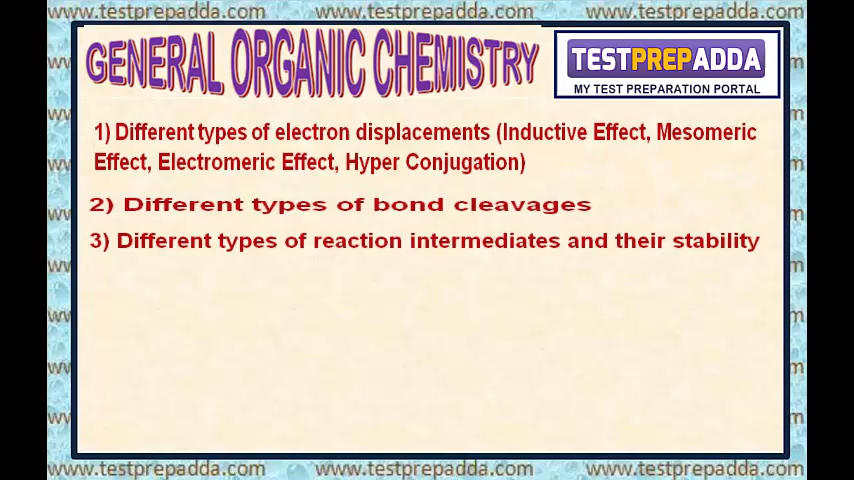 www.testprepadda.com www.testprepadda.com www.testprepadda.com
GENERAL ORGANIC CHEMISTRY
TESTPREPADDA
MY TEST PREPARATION PORTAL
1) Different types of electron displacements (Inductive Effect, Mesomeric
Effect, Electromeric Effect, Hyper Conjugation)
2) Different types of bond cleavages
3) Different types of reaction intermediates and their stability
www.testprepadda.com www.testprepadda.com www.testprepadda.com